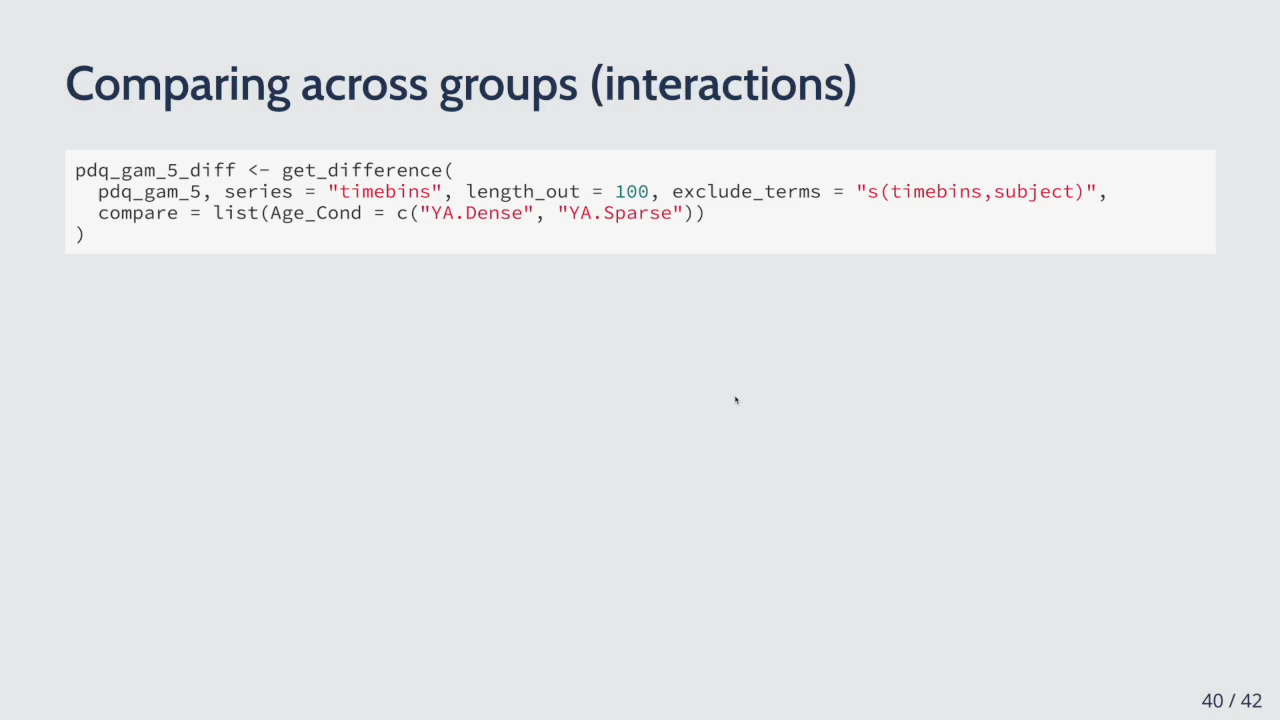 Comparing across groups (interactions)
pdq_gam_5_diff <- get_difference(
  pdq_gam_5, series = "timebins", length_out = 100, exclude_terms = "s(timebins,subject)",
  compare = list(Age_Cond = c("YA.Dense", "YA.Sparse"))
)
40 / 42